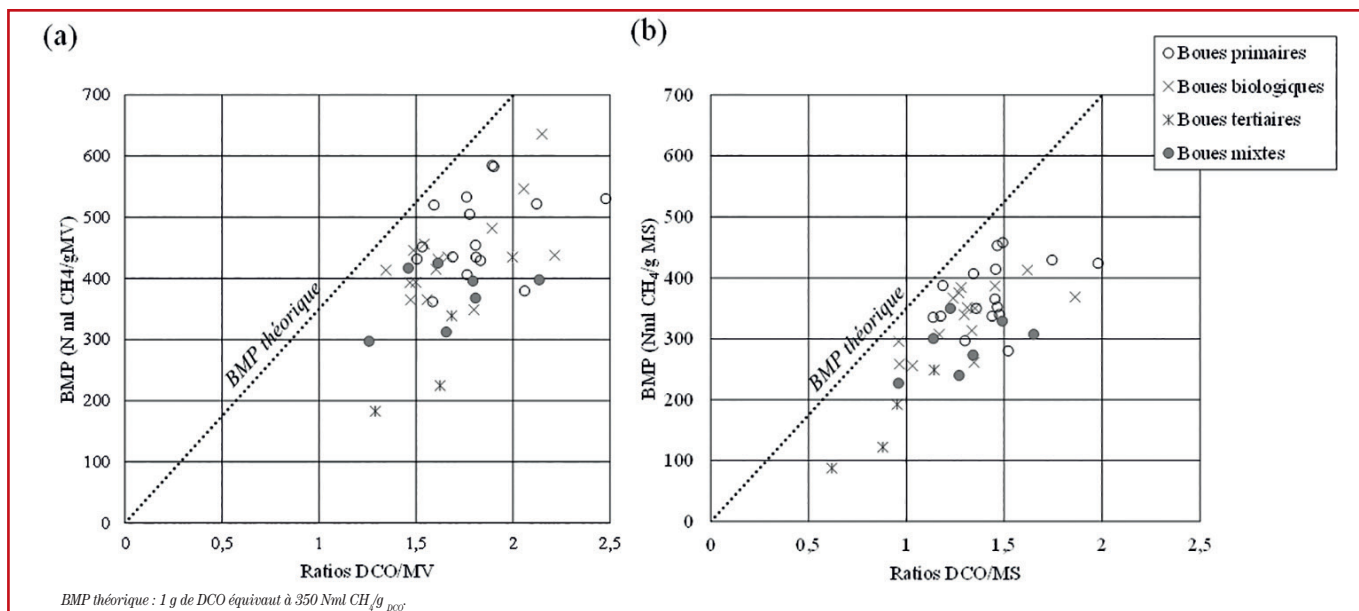 (a)
BMP (N ml CH4/gMV)
700
600
500
400
300
200
100
0
BMP théorique
0 0,5 1 1,5 2 2,5
Ratios DCO/MV
(b)
Boues primaires
Boues biologiques
Boues tertiaires
Boues mixtes
BMP (Nml CH₄/g MS)
700
600
500
400
300
200
100
0
BMP théorique
0 0,5 1 1,5 2 2,5
Ratios DCO/MS
BMP théorique : 1 g de DCO équivaut à 350 Nml CH₄/g DCO.